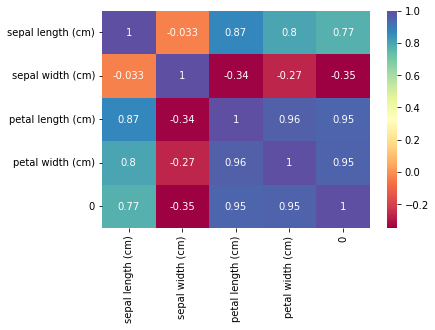 sepal length (cm) 1 -0.033 0.87 0.8 0.77
sepal width (cm) -0.033 1 -0.34 -0.27 -0.35
petal length (cm) 0.87 -0.34 1 0.96 0.95
petal width (cm) 0.8 -0.27 0.96 1 0.95
0 0.77 -0.35 0.95 0.95 1
sepal length (cm)
sepal width (cm)
petal length (cm)
petal width (cm)
0
1.0
0.8
0.6
0.4
0.2
0.0
−0.2